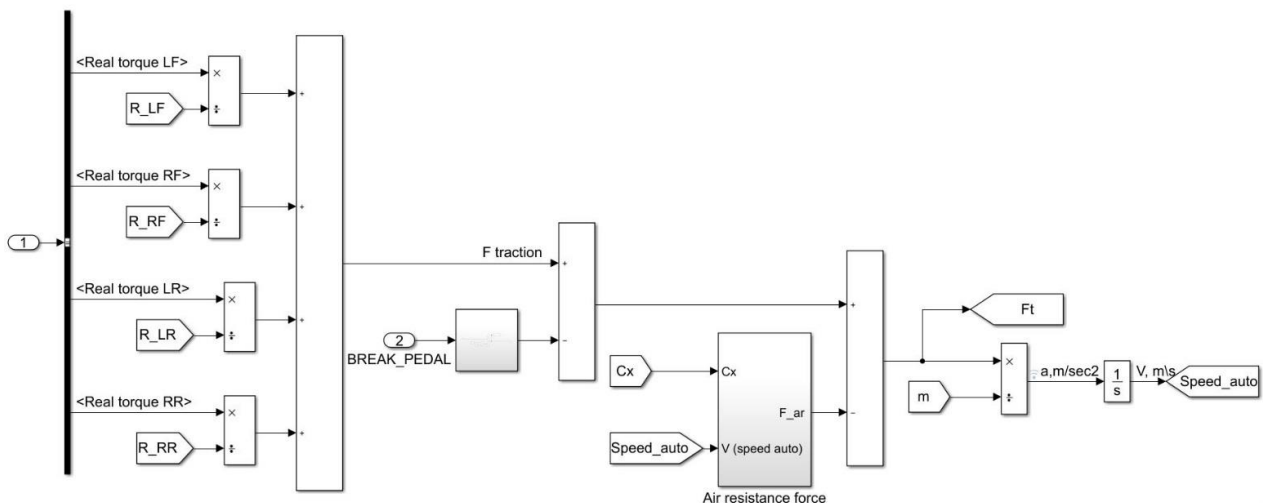 <Real torque LF>
×
R_LF
÷
+
<Real torque RF>
×
R_RF
÷
+
1
F traction
+
<Real torque LR>
×
R_LR
÷
+
2
BREAK_PEDAL
−
+
Ft
Cx
Cx
×
a,m/sec2
1
s
V, m\s
Speed_auto
m
÷
<Real torque RR>
×
F_ar
−
R_RR
÷
+
Speed_auto
V (speed auto)
Air resistance force